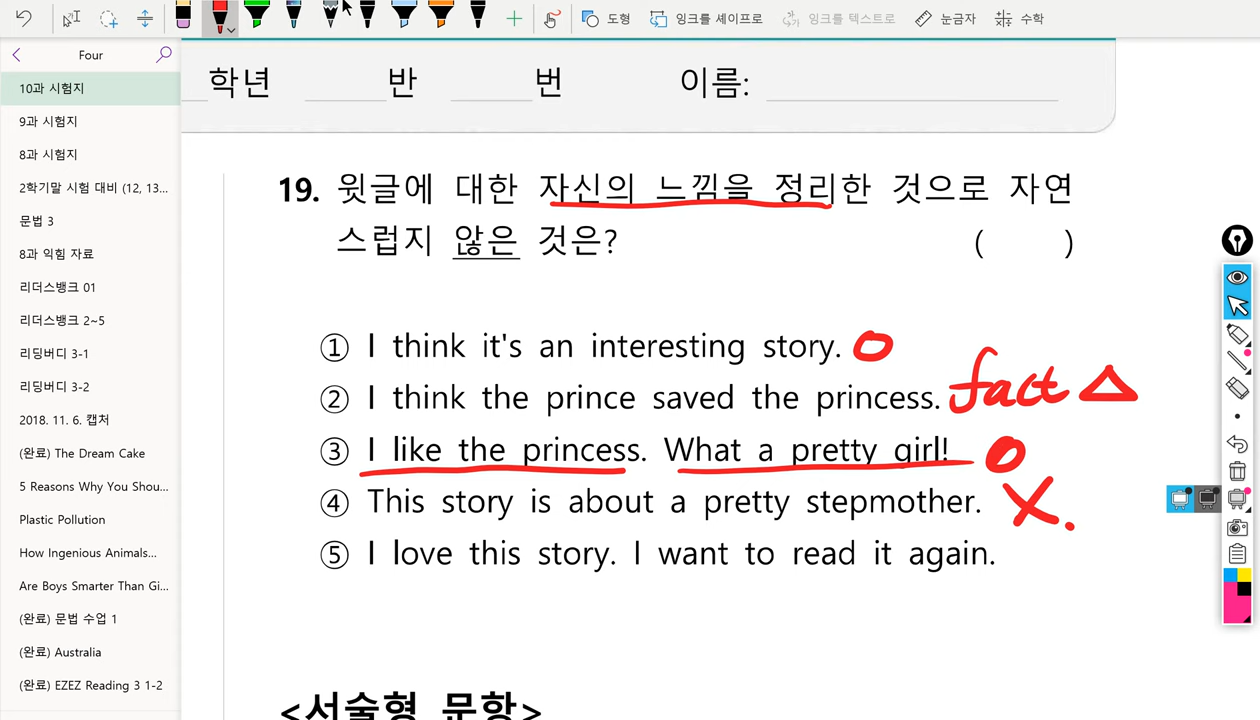 도형
잉크를 셰이프로
잉크를 텍스트로
눈금자
수학
Four
10과 시험지
9과 시험지
8과 시험지
2학기말 시험 대비 (12, 13...
문법 3
8과 익힘 자료
리더스뱅크 01
리더스뱅크 2~5
리딩버디 3-1
리딩버디 3-2
2018. 11. 6. 캡처
(완료) The Dream Cake
5 Reasons Why You Shou...
Plastic Pollution
How Ingenious Animals...
Are Boys Smarter Than Gi...
(완료) 문법 수업 1
(완료) Australia
(완료) EZEZ Reading 3 1-2
학년 반 번 이름:
19. 윗글에 대한 자신의 느낌을 정리한 것으로 자연
스럽지 않은 것은? ( )
① I think it's an interesting story. O
② I think the prince saved the princess. fact △
③ I like the princess. What a pretty girl! O
④ This story is about a pretty stepmother. X.
⑤ I love this story. I want to read it again.
<서술형 문항>